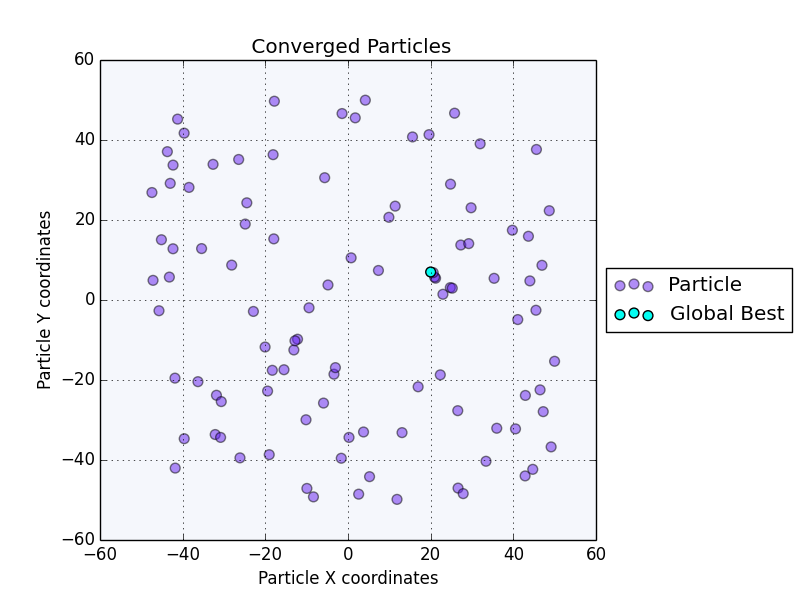 Converged Particles
60
40
20
0
−20
−40
−60
−60
−40
−20
0
20
40
60
Particle Y coordinates
Particle X coordinates
Particle
Global Best